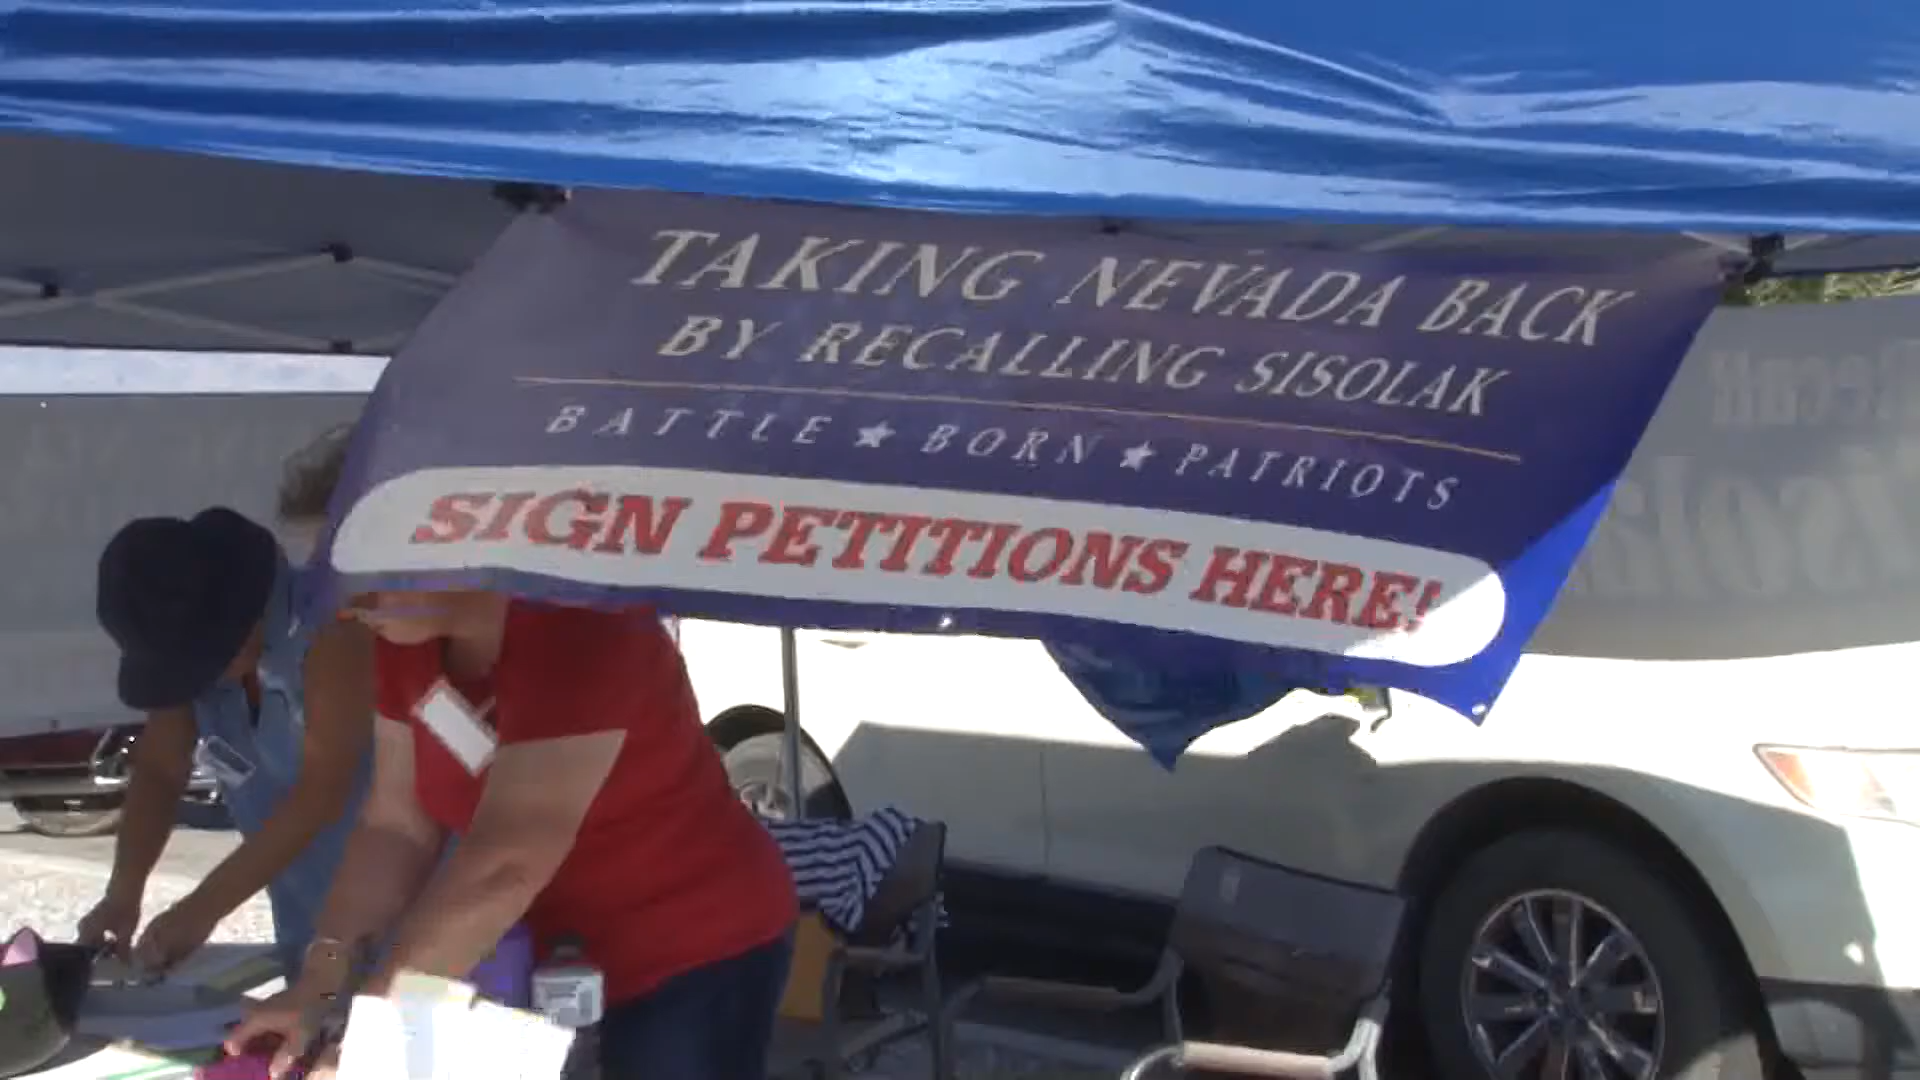 TAKING NEVADA BACK
BY RECALLING SISOLAK
BATTLE ★ BORN ★ PATRIOTS
SIGN PETITIONS HERE!